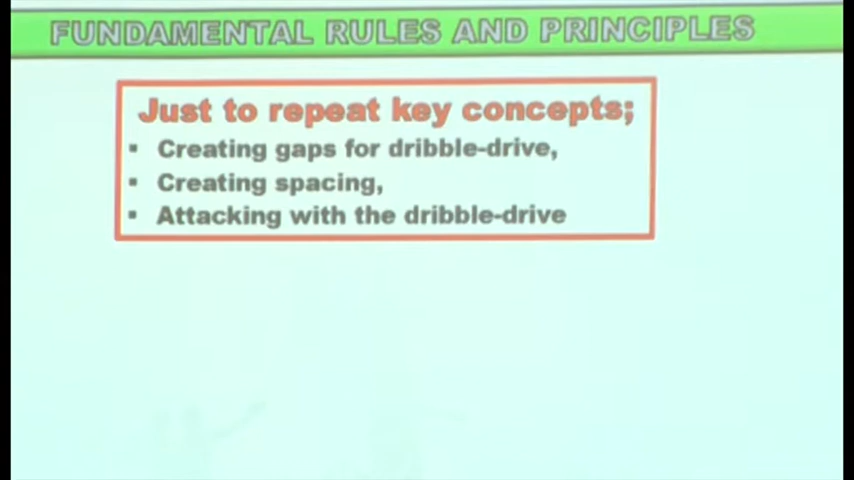 FUNDAMENTAL RULES AND PRINCIPLES
Just to repeat key concepts;
▪ Creating gaps for dribble-drive,
▪ Creating spacing,
▪ Attacking with the dribble-drive